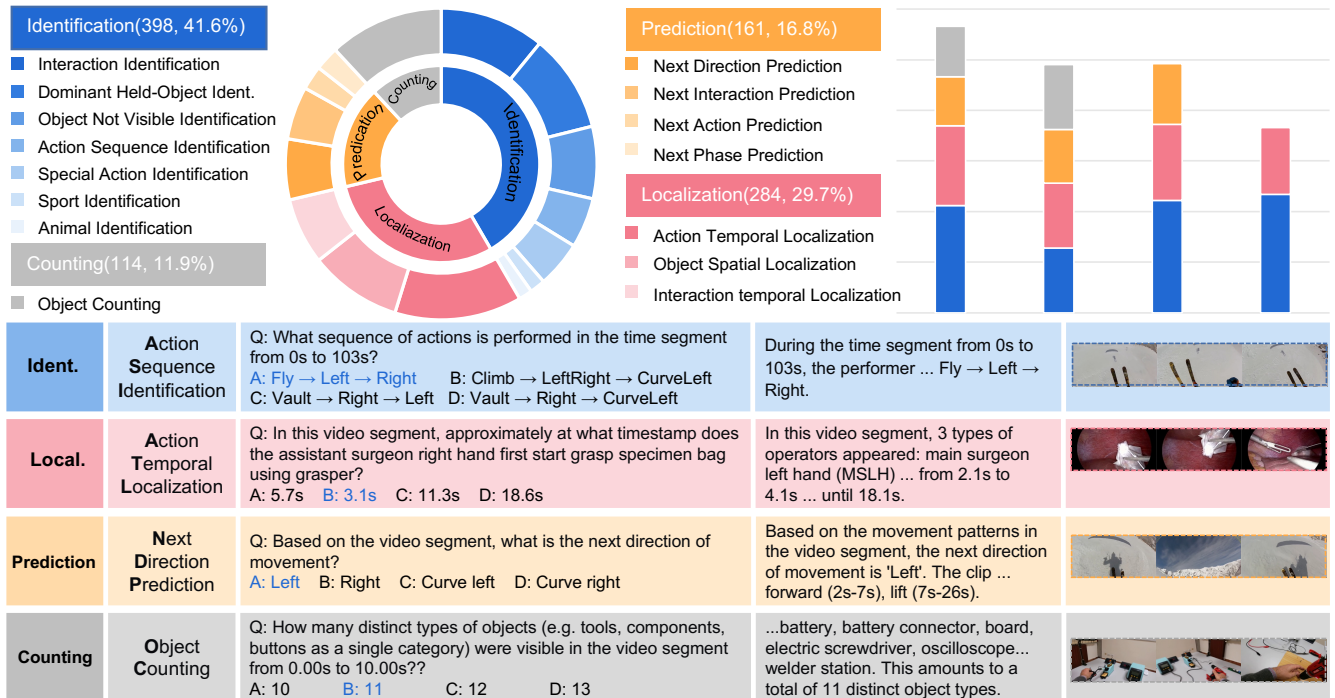 Identification(398, 41.6%)
Interaction Identification
Dominant Held-Object Ident.
Object Not Visible Identification
Action Sequence Identification
Special Action Identification
Sport Identification
Animal Identification
Counting(114, 11.9%)
Object Counting
Counting
Identification
Predication
Localiazation
Prediction(161, 16.8%)
Next Direction Prediction
Next Interaction Prediction
Next Action Prediction
Next Phase Prediction
Localization(284, 29.7%)
Action Temporal Localization
Object Spatial Localization
Interaction temporal Localization
Ident.
Action
Sequence
Identification
Q: What sequence of actions is performed in the time segment
from 0s to 103s?
A: Fly → Left → Right B: Climb → LeftRight → CurveLeft
C: Vault → Right → Left D: Vault → Right → CurveLeft
During the time segment from 0s to
103s, the performer ... Fly → Left →
Right.
Local.
Action
Temporal
Localization
Q: In this video segment, approximately at what timestamp does
the assistant surgeon right hand first start grasp specimen bag
using grasper?
A: 5.7s B: 3.1s C: 11.3s D: 18.6s
In this video segment, 3 types of
operators appeared: main surgeon
left hand (MSLH) ... from 2.1s to
4.1s ... until 18.1s.
Prediction
Next
Direction
Prediction
Q: Based on the video segment, what is the next direction of
movement?
A: Left B: Right C: Curve left D: Curve right
Based on the movement patterns in
the video segment, the next direction
of movement is 'Left'. The clip ...
forward (2s-7s), lift (7s-26s).
Counting
Object
Counting
Q: How many distinct types of objects (e.g. tools, components,
buttons as a single category) were visible in the video segment
from 0.00s to 10.00s??
A: 10 B: 11 C: 12 D: 13
...battery, battery connector, board,
electric screwdriver, oscilloscope...
welder station. This amounts to a
total of 11 distinct object types.